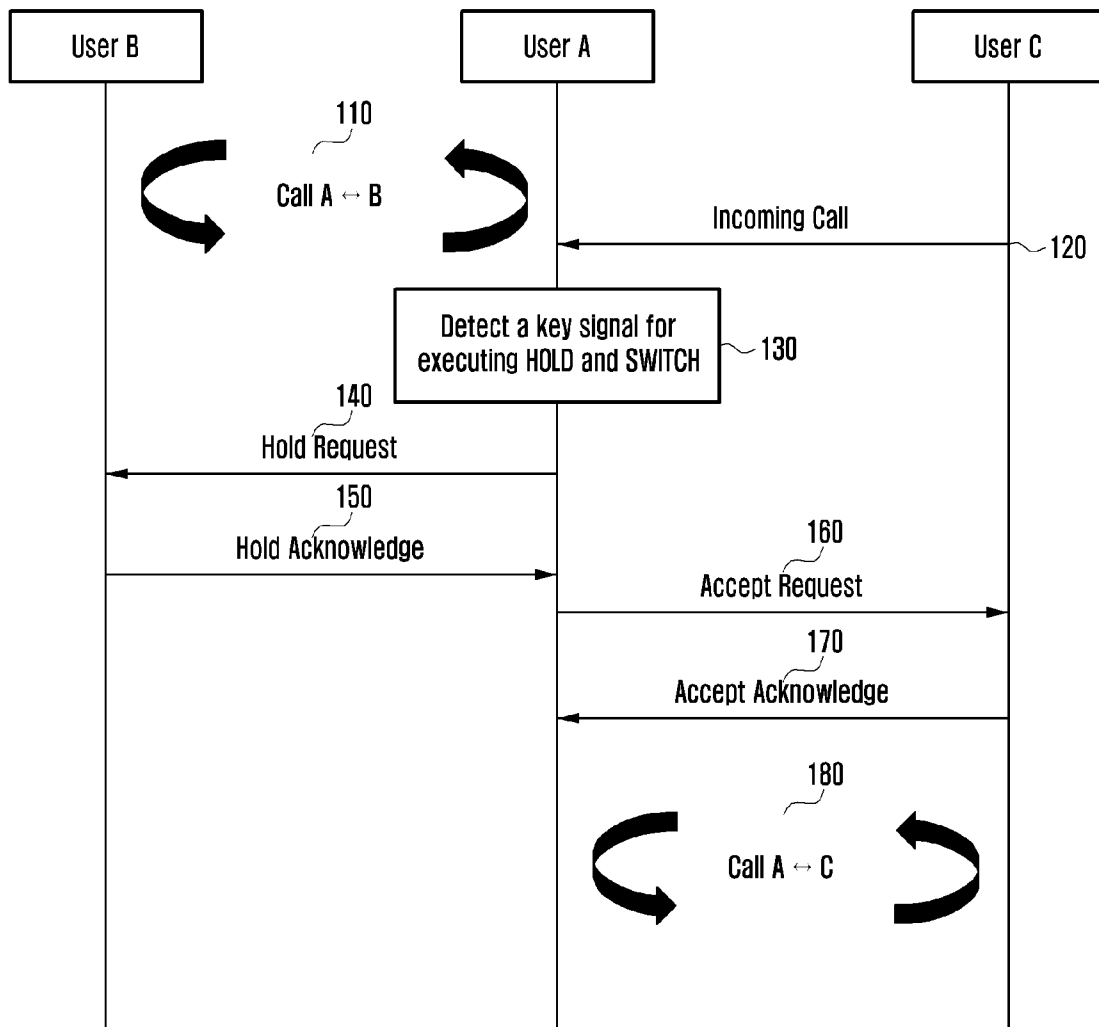 User B
User A
User C
110
Call A ↔ B
Incoming Call
120
Detect a key signal for
executing HOLD and SWITCH
130
140
Hold Request
150
Hold Acknowledge
160
Accept Request
170
Accept Acknowledge
180
Call A ↔ C